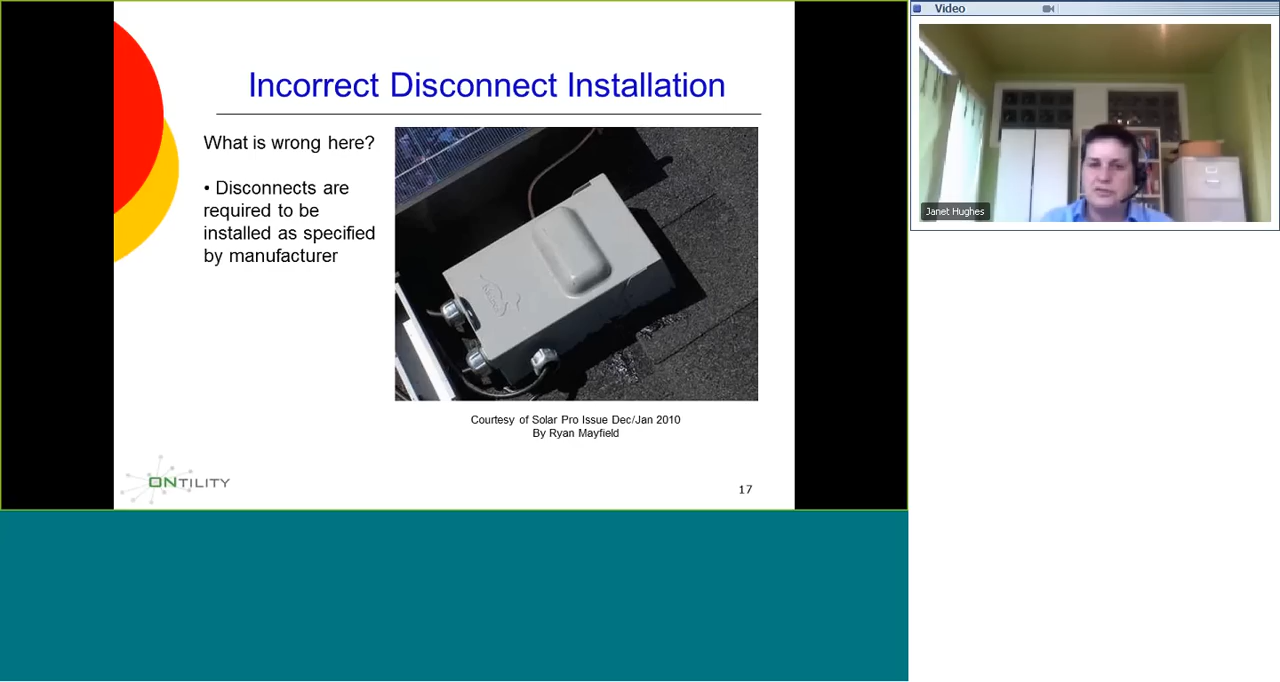 Video
Incorrect Disconnect Installation
What is wrong here?
• Disconnects are
required to be
installed as specified
by manufacturer
Courtesy of Solar Pro Issue Dec/Jan 2010
By Ryan Mayfield
ONTILITY
17
Janet Hughes